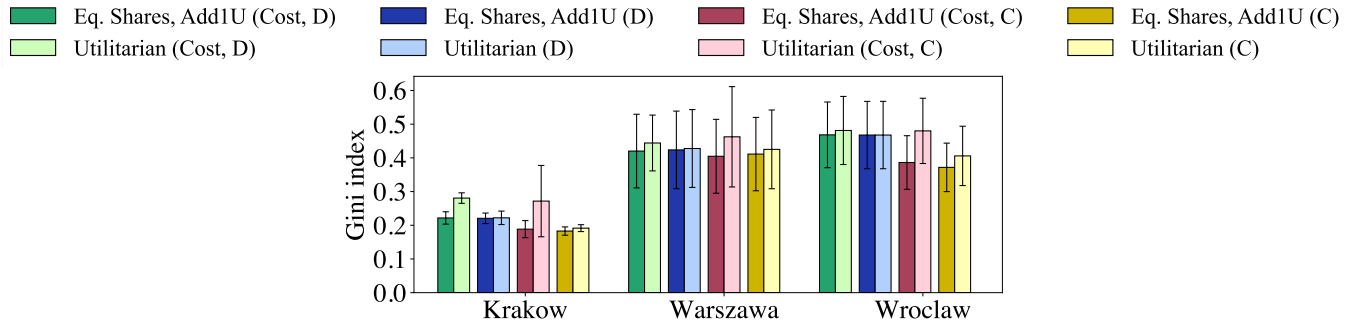 Eq. Shares, Add1U (Cost, D) Eq. Shares, Add1U (D) Eq. Shares, Add1U (Cost, C) Eq. Shares, Add1U (C)
Utilitarian (Cost, D) Utilitarian (D) Utilitarian (Cost, C) Utilitarian (C)
Gini index
0.6
0.5
0.4
0.3
0.2
0.1
0.0
Krakow Warszawa Wroclaw